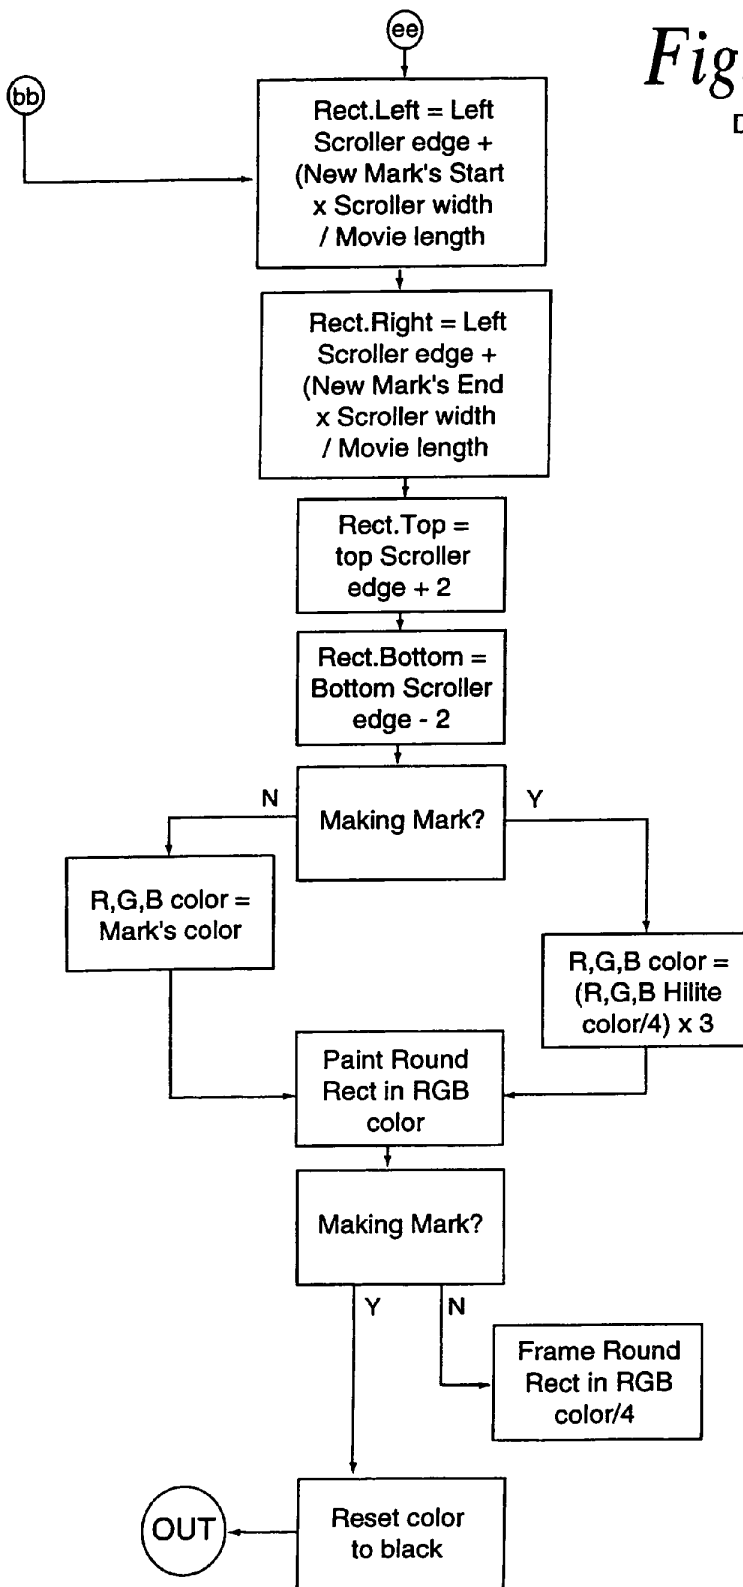 ee
Fig
D
bb
Rect.Left = Left
Scroller edge +
(New Mark's Start
x Scroller width
/ Movie length
Rect.Right = Left
Scroller edge +
(New Mark's End
x Scroller width
/ Movie length
Rect.Top =
top Scroller
edge + 2
Rect.Bottom =
Bottom Scroller
edge - 2
N
Making Mark?
Y
R,G,B color =
Mark's color
R,G,B color =
(R,G,B Hilite
color/4) x 3
Paint Round
Rect in RGB
color
Making Mark?
Y
N
Frame Round
Rect in RGB
color/4
OUT
Reset color
to black